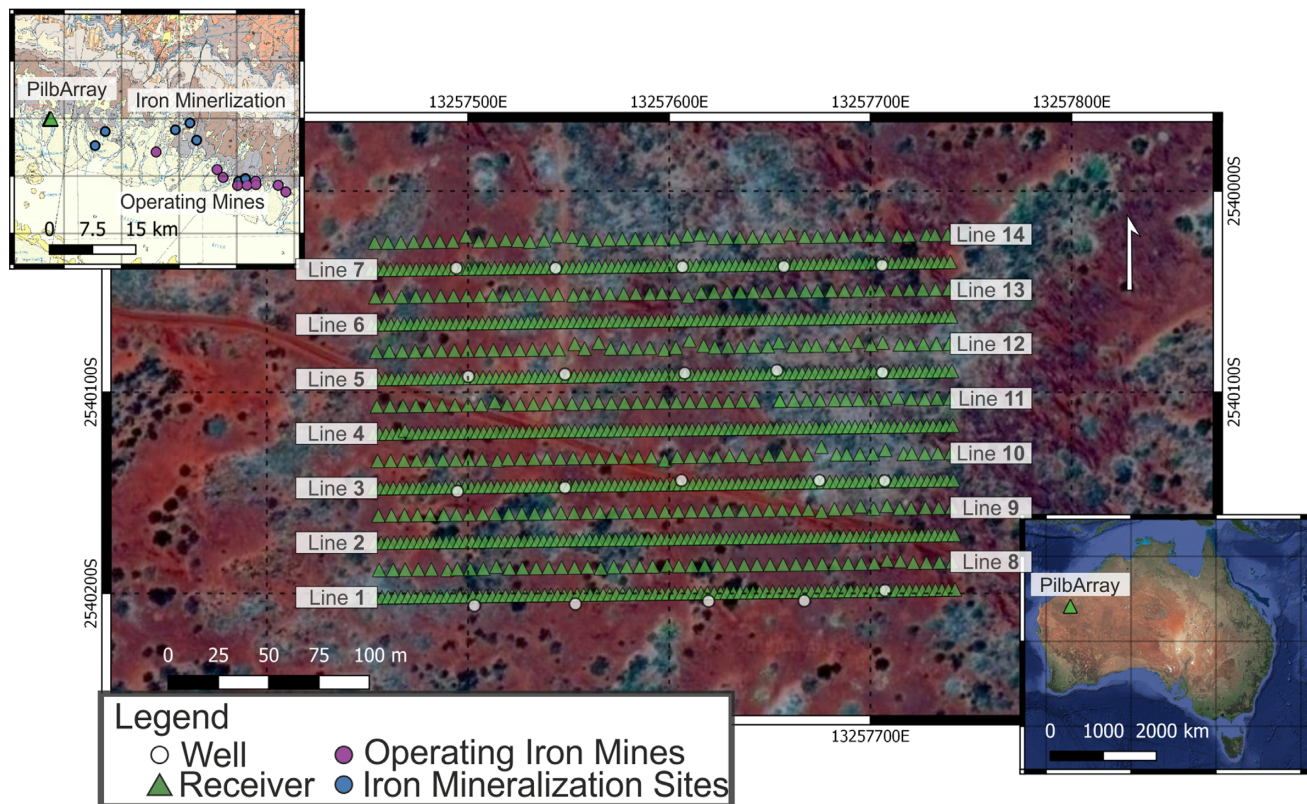 PilbArray
Iron Minerlization
Operating Mines
0 7.5 15 km
13257500E 13257600E 13257700E 13257800E
2540000S
2540100S 2540100S
2540200S 2540200S
Line 14
Line 7
Line 13
Line 6
Line 12
Line 5
Line 11
Line 4
Line 10
Line 3
Line 9
Line 2
Line 8
Line 1
0 25 50 75 100 m
13257700E
PilbArray
0 1000 2000 km
Legend
Well
Operating Iron Mines
Receiver
Iron Mineralization Sites